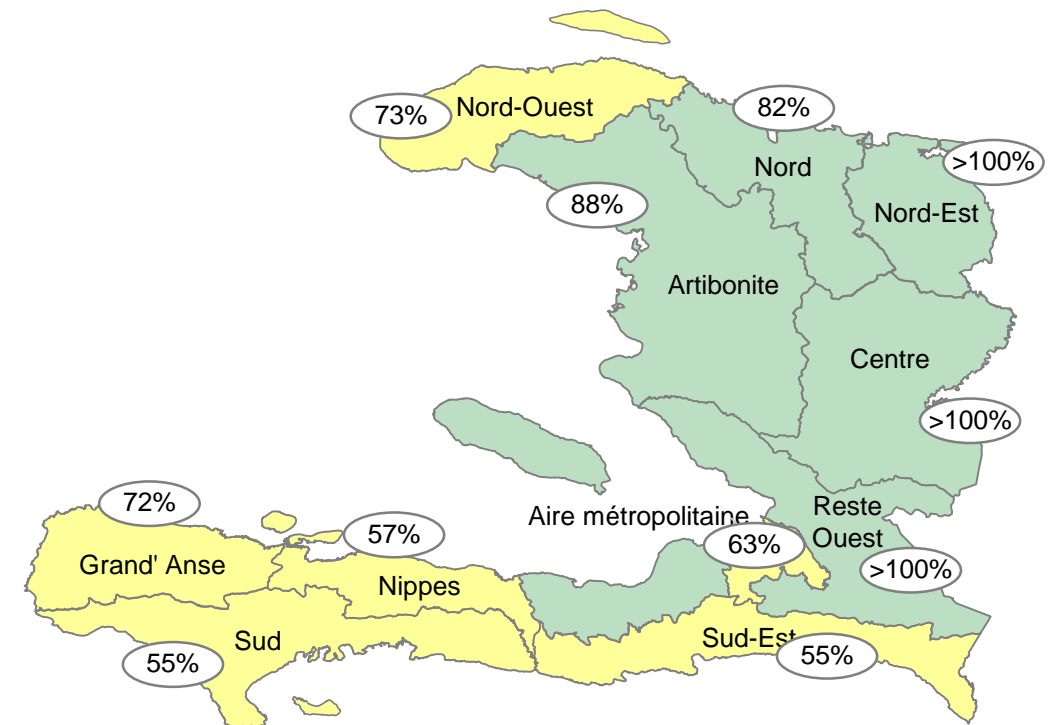 73%
Nord-Ouest
82%
Nord
>100%
Nord-Est
88%
Artibonite
Centre
>100%
72%
Grand' Anse
57%
Nippes
Aire métropolitaine
63%
Reste
Ouest
>100%
Sud
55%
Sud-Est
55%